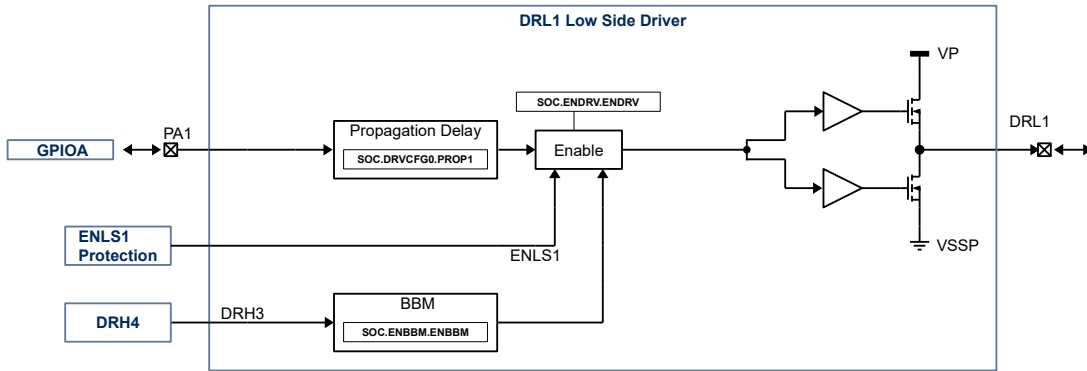 DRL1 Low Side Driver
VP
SOC.ENDRV.ENDRV
GPIOA
PA1
Propagation Delay
SOC.DRVCFG0.PROP1
Enable
DRL1
ENLS1
Protection
ENLS1
VSSP
DRH4
DRH3
BBM
SOC.ENBBM.ENBBM